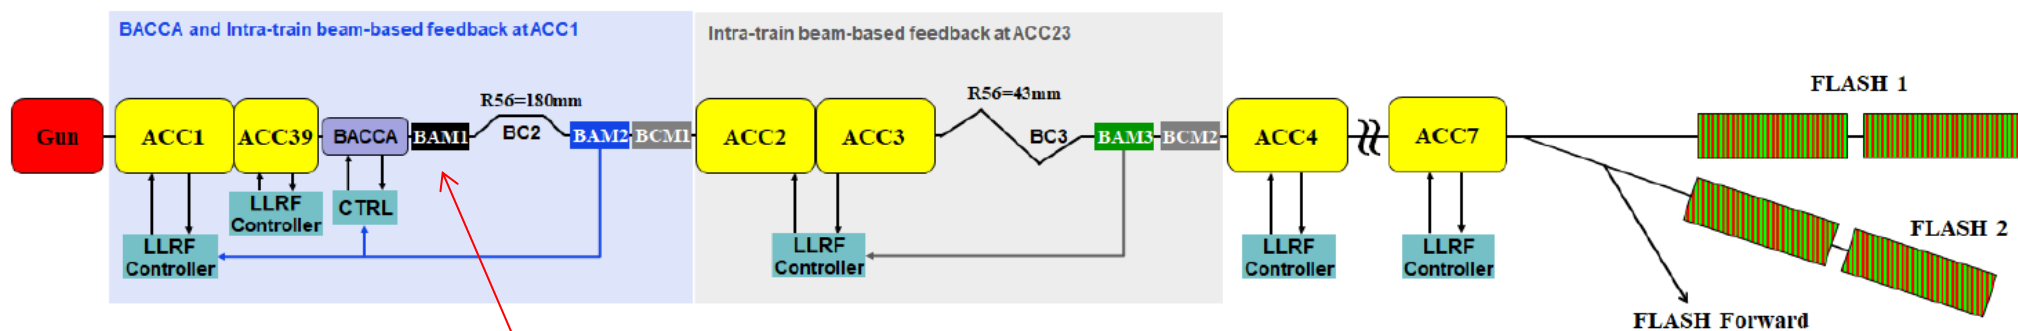 BACCA and Intra-train beam-based feedback at ACC1
Intra-train beam-based feedback at ACC23
FLASH 1
R56=180mm
R56=43mm
Gun
ACC1
ACC39
BACCA
BAM1
BC2
BAM2
BCM1
ACC2
ACC3
BC3
BAM3
BCM2
ACC4
ACC7
LLRF
Controller
LLRF
Controller
CTRL
LLRF
Controller
LLRF
Controller
LLRF
Controller
FLASH 2
FLASH Forward